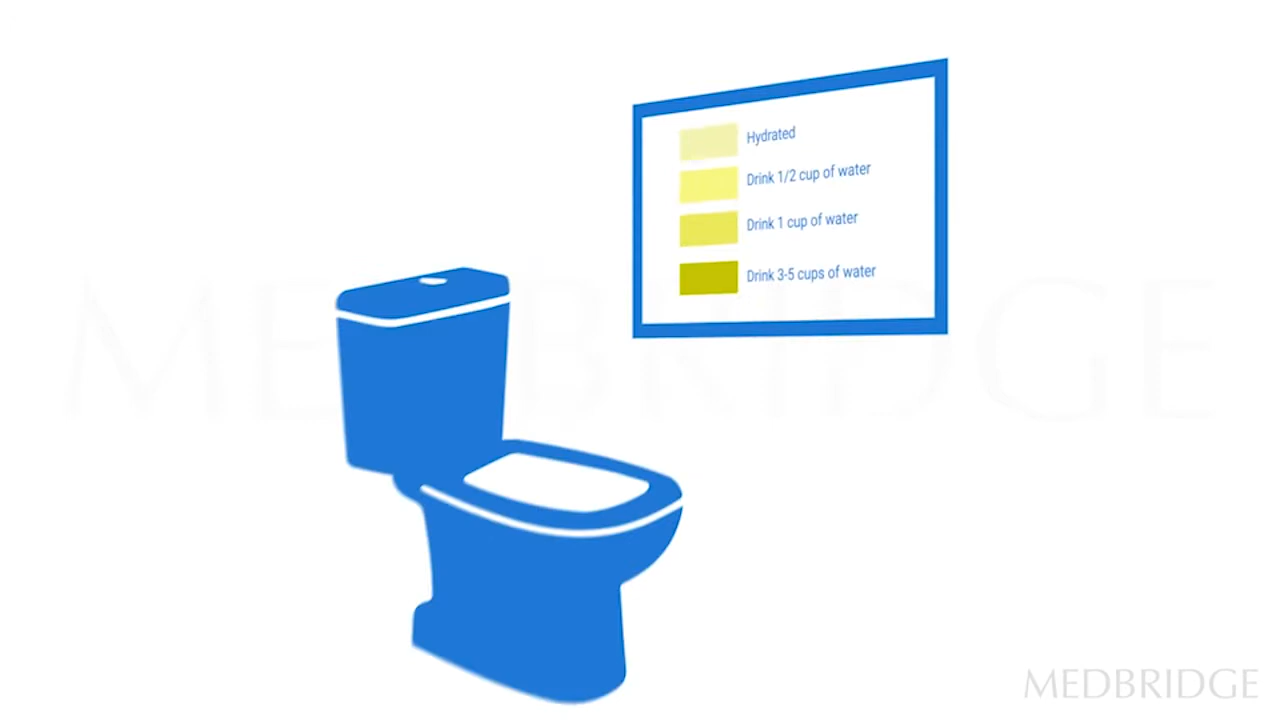 Hydrated
Drink 1/2 cup of water
Drink 1 cup of water
Drink 3-5 cups of water
MEDBRIDGE
MEDBRIDGE